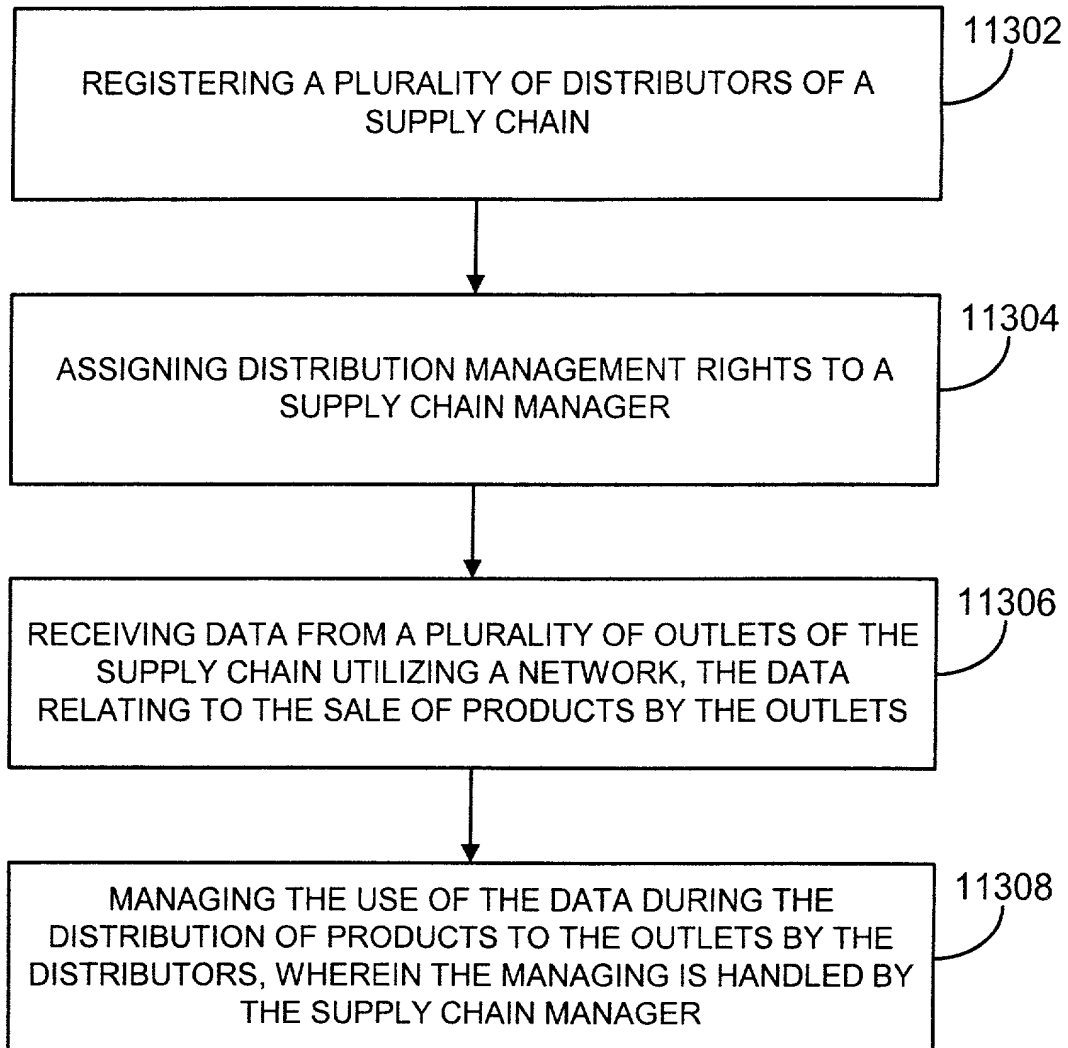 11302
REGISTERING A PLURALITY OF DISTRIBUTORS OF A
SUPPLY CHAIN
11304
ASSIGNING DISTRIBUTION MANAGEMENT RIGHTS TO A
SUPPLY CHAIN MANAGER
11306
RECEIVING DATA FROM A PLURALITY OF OUTLETS OF THE
SUPPLY CHAIN UTILIZING A NETWORK, THE DATA
RELATING TO THE SALE OF PRODUCTS BY THE OUTLETS
11308
MANAGING THE USE OF THE DATA DURING THE
DISTRIBUTION OF PRODUCTS TO THE OUTLETS BY THE
DISTRIBUTORS, WHEREIN THE MANAGING IS HANDLED BY
THE SUPPLY CHAIN MANAGER